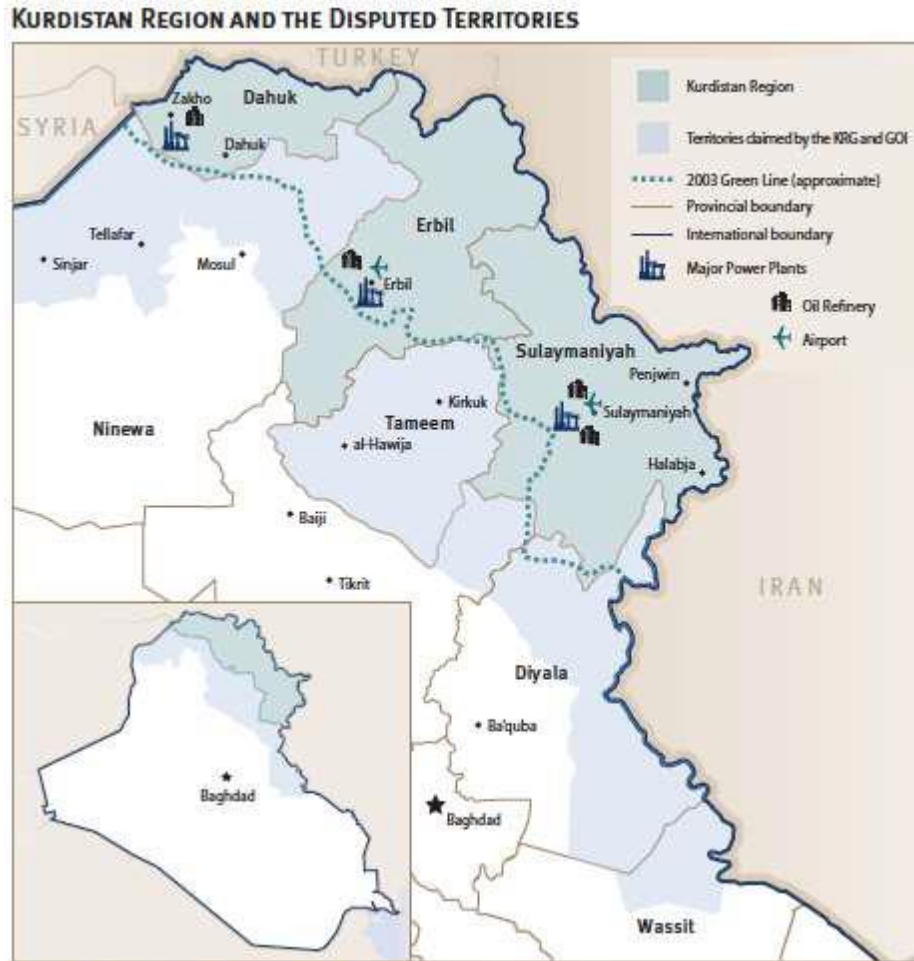 KURDISTAN REGION AND THE DISPUTED TERRITORIES
TURKEY
SYRIA
Zakho
Dahuk
Dahuk
Kurdistan Region
Territories claimed by the KRG and GOI
2003 Green Line (approximate)
Provincial boundary
International boundary
Major Power Plants
Oil Refinery
Airport
Erbil
Tellafar
Sinjar
Mosul
Erbil
Sulaymaniyah
Penjwin
Sulaymaniyah
Kirkuk
Tameem
al-Hawija
Ninewa
Halabja
Baiji
Tikrit
IRAN
Diyala
Ba'quba
Baghdad
Baghdad
Wassit